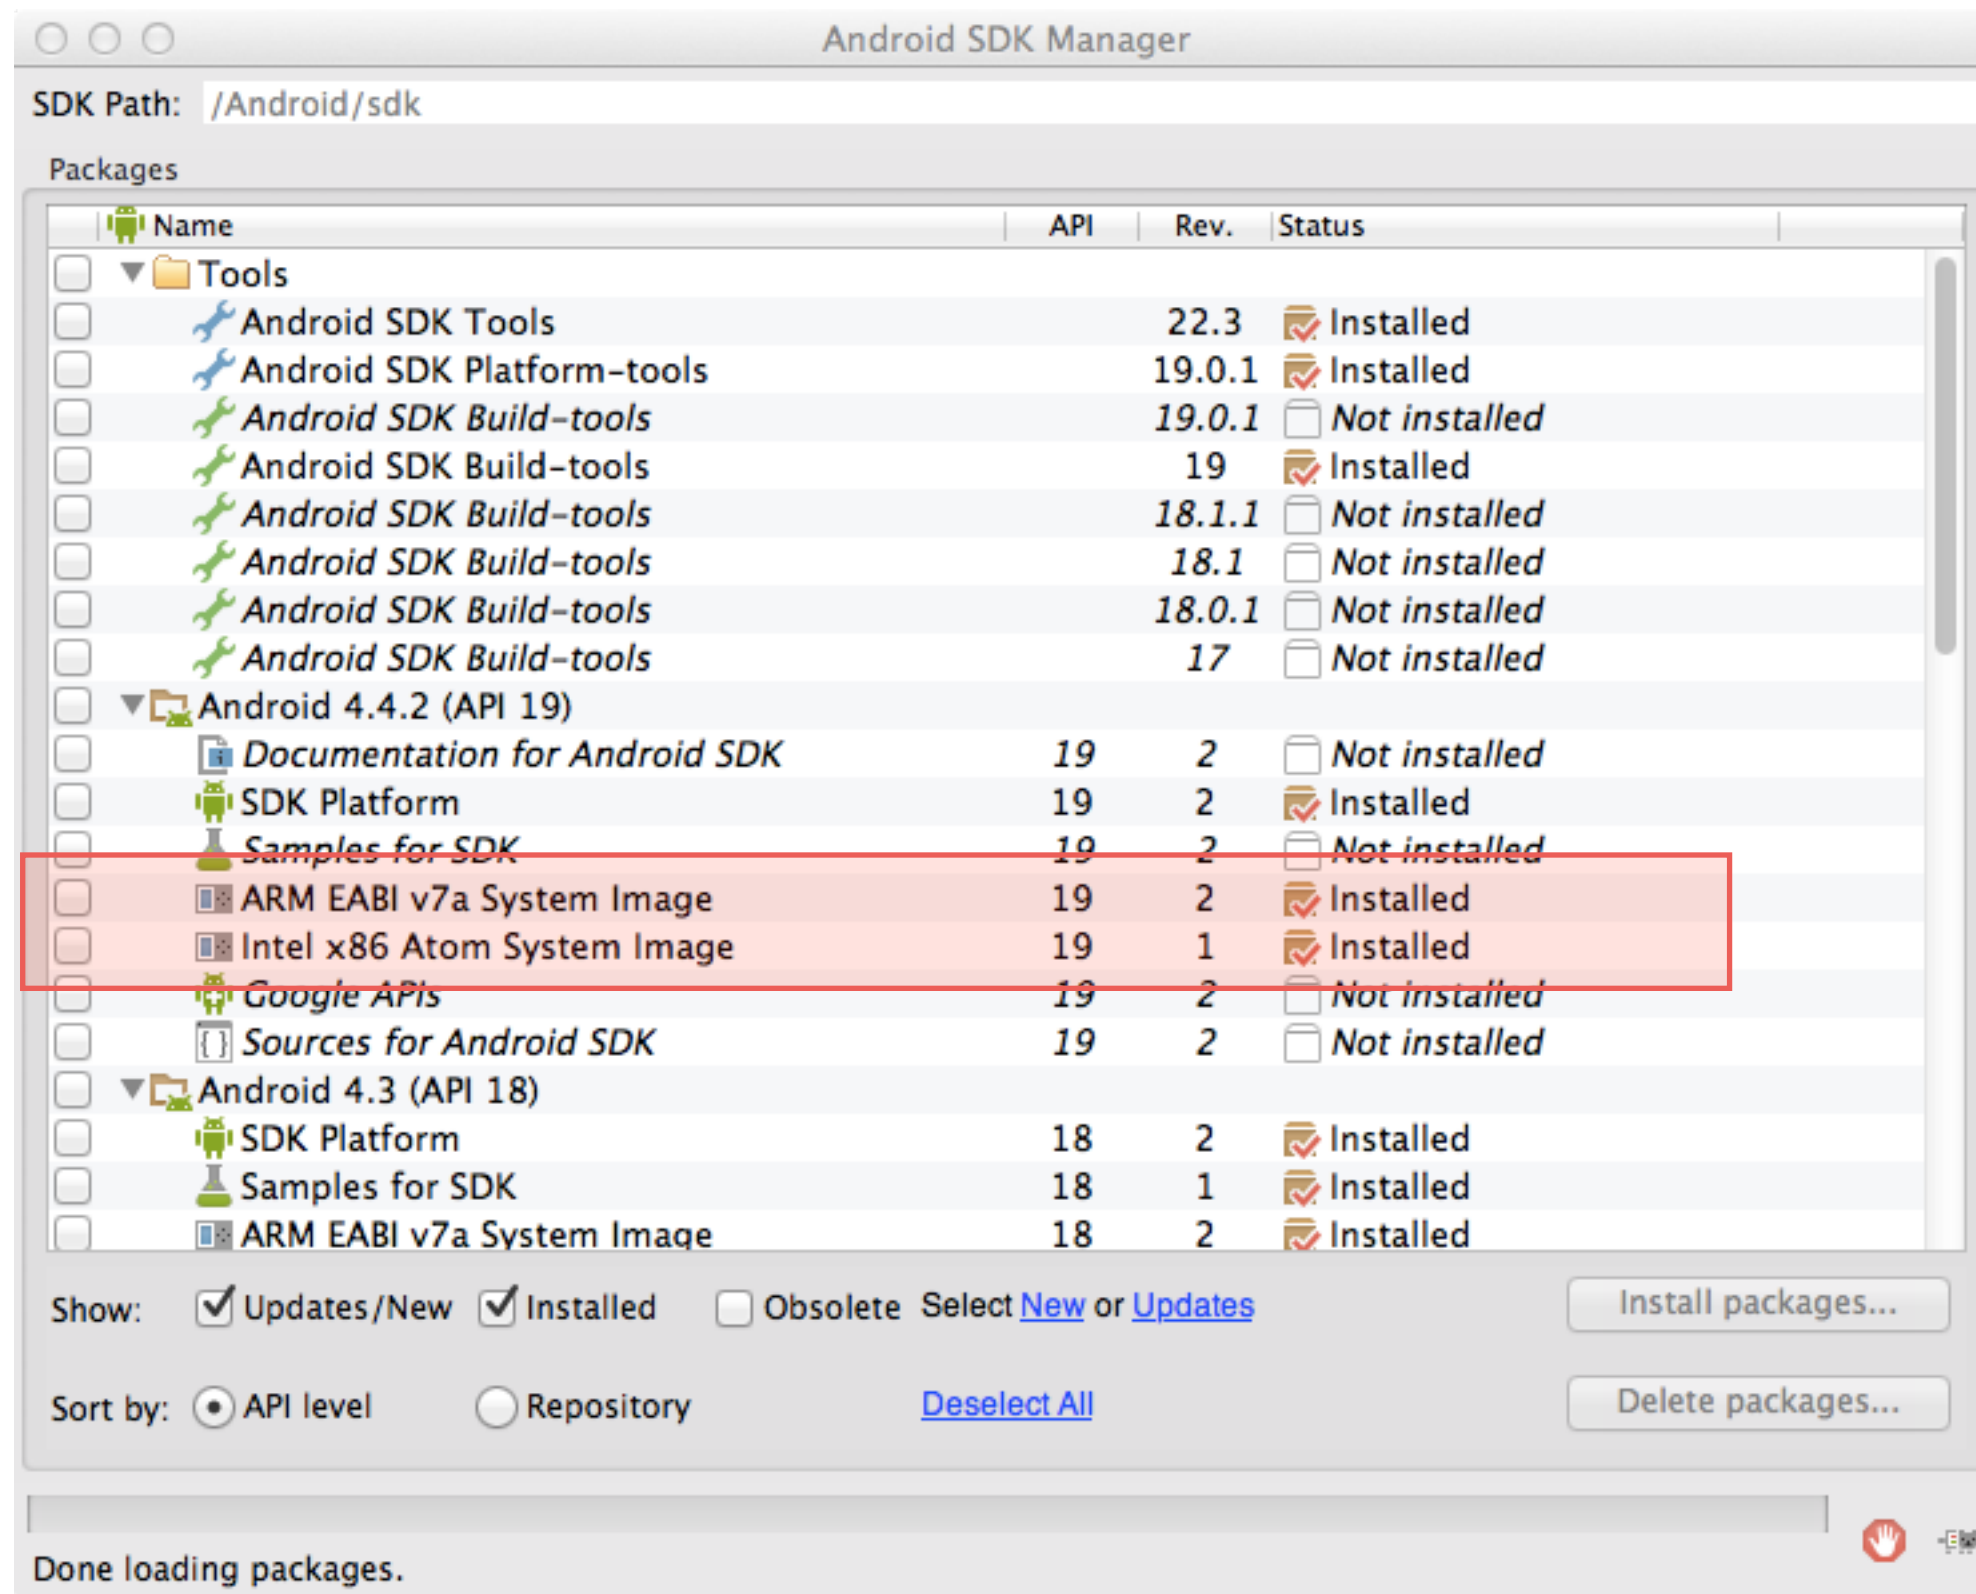 Android SDK Manager
SDK Path: /Android/sdk
Packages
Name API Rev. Status
Tools
Android SDK Tools 22.3 Installed
Android SDK Platform-tools 19.0.1 Installed
Android SDK Build-tools 19.0.1 Not installed
Android SDK Build-tools 19 Installed
Android SDK Build-tools 18.1.1 Not installed
Android SDK Build-tools 18.1 Not installed
Android SDK Build-tools 18.0.1 Not installed
Android SDK Build-tools 17 Not installed
Android 4.4.2 (API 19)
Documentation for Android SDK 19 2 Not installed
SDK Platform 19 2 Installed
Samples for SDK 19 2 Not installed
ARM EABI v7a System Image 19 2 Installed
Intel x86 Atom System Image 19 1 Installed
Google APIs 19 2 Not installed
Sources for Android SDK 19 2 Not installed
Android 4.3 (API 18)
SDK Platform 18 2 Installed
Samples for SDK 18 1 Installed
ARM EABI v7a System Image 18 2 Installed
Show: Updates/New Installed Obsolete Select New or Updates Install packages...
Sort by: API level Repository Deselect All Delete packages...
Done loading packages.